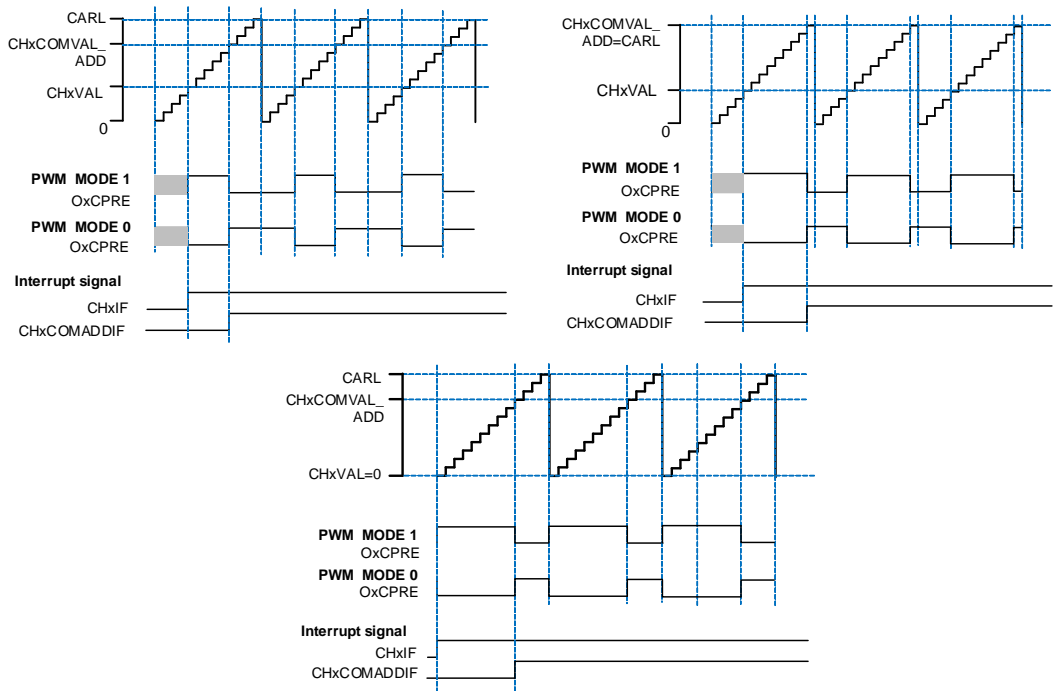 CARL
CHxCOMVAL_
ADD
CHxVAL
0
PWM MODE 1
OxCPRE
PWM MODE 0
OxCPRE
Interrupt signal
CHxIF
CHxCOMADDIF
CHxCOMVAL_
ADD=CARL
CHxVAL
0
PWM MODE 1
OxCPRE
PWM MODE 0
OxCPRE
Interrupt signal
CHxIF
CHxCOMADDIF
CARL
CHxCOMVAL_
ADD
CHxVAL=0
PWM MODE 1
OxCPRE
PWM MODE 0
OxCPRE
Interrupt signal
CHxIF
CHxCOMADDIF